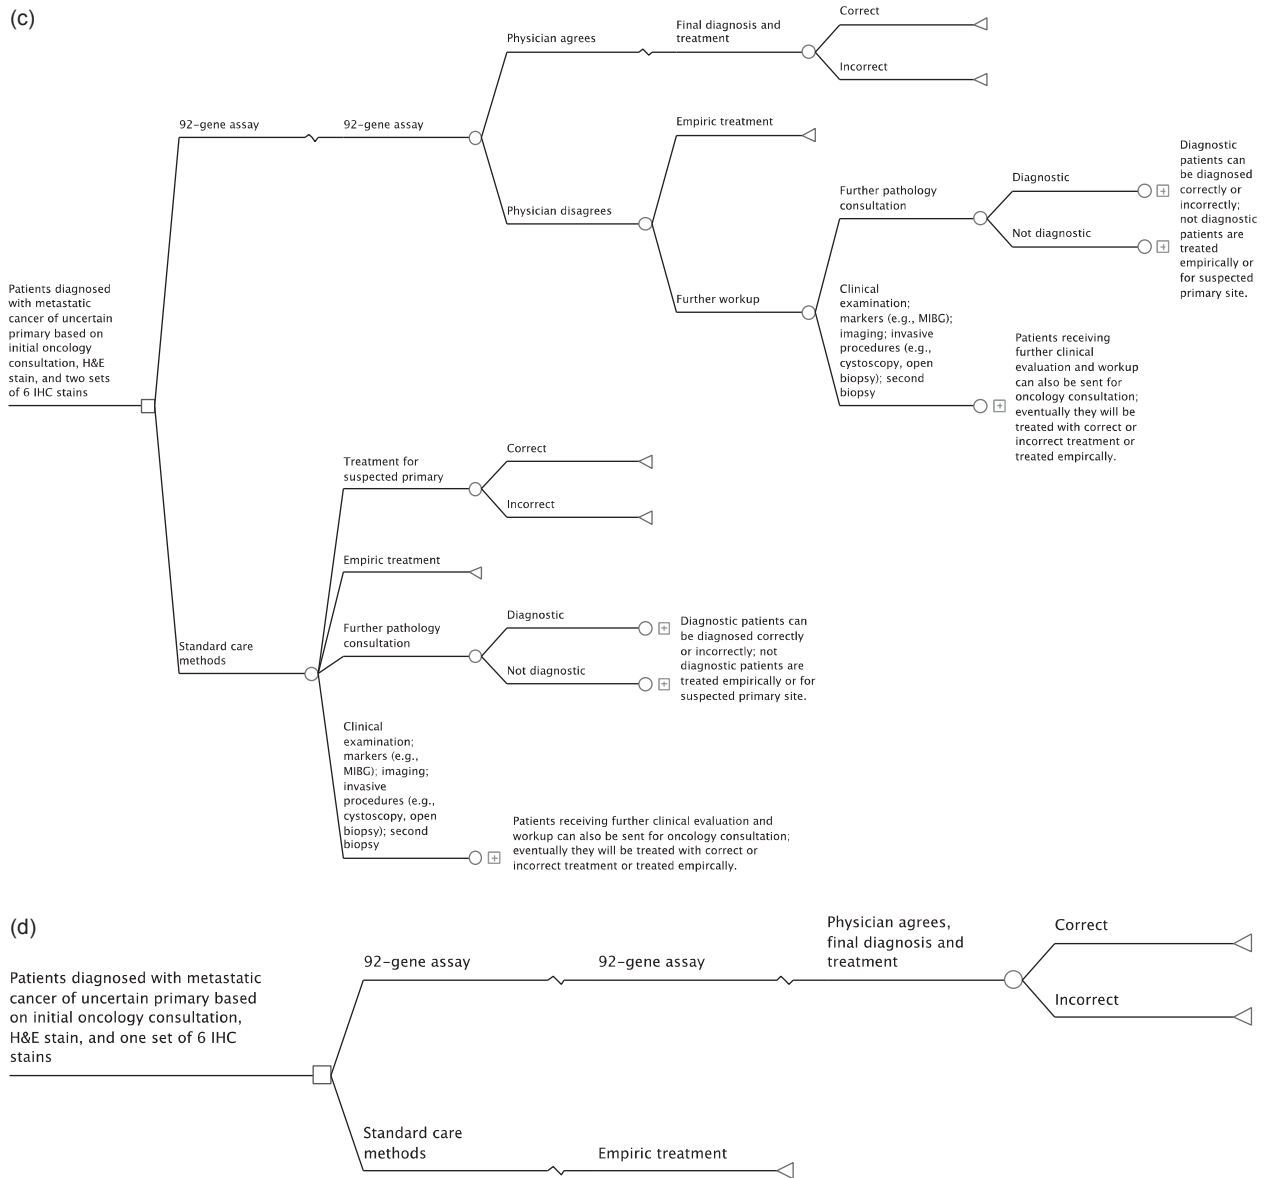 (c)
Correct
Final diagnosis and
treatment
Physician agrees
Incorrect
92-gene assay
92-gene assay
Empiric treatment
Diagnostic
patients can
be diagnosed
correctly or
incorrectly;
not diagnostic
patients are
treated
empirically or
for suspected
primary site.
Diagnostic
Further pathology
consultation
Physician disagrees
Not diagnostic
Further workup
Clinical
examination;
markers (e.g., MIBG);
imaging; invasive
procedures (e.g.,
cystoscopy, open
biopsy); second
biopsy
Patients receiving
further clinical
evaluation and workup
can also be sent for
oncology consultation;
eventually they will be
treated with correct or
incorrect treatment or
treated empircally.
Patients diagnosed
with metastatic
cancer of uncertain
primary based on
initial oncology
consultation, H&E
stain, and two sets
of 6 IHC stains
Correct
Treatment for
suspected primary
Incorrect
Empiric treatment
Diagnostic
Further pathology
consultation
Diagnostic patients can
be diagnosed correctly
or incorrectly; not
diagnostic patients are
treated empirically or for
suspected primary site.
Standard care
methods
Not diagnostic
Clinical
examination;
markers (e.g.,
MIBG); imaging;
invasive
procedures (e.g.,
cystoscopy, open
biopsy); second
biopsy
Patients receiving further clinical evaluation and
workup can also be sent for oncology consultation;
eventually they will be treated with correct or
incorrect treatment or treated empircally.
(d)
Physician agrees,
final diagnosis and
treatment
Correct
92-gene assay
92-gene assay
Incorrect
Patients diagnosed with metastatic
cancer of uncertain primary based
on initial oncology consultation,
H&E stain, and one set of 6 IHC
stains
Standard care
methods
Empiric treatment